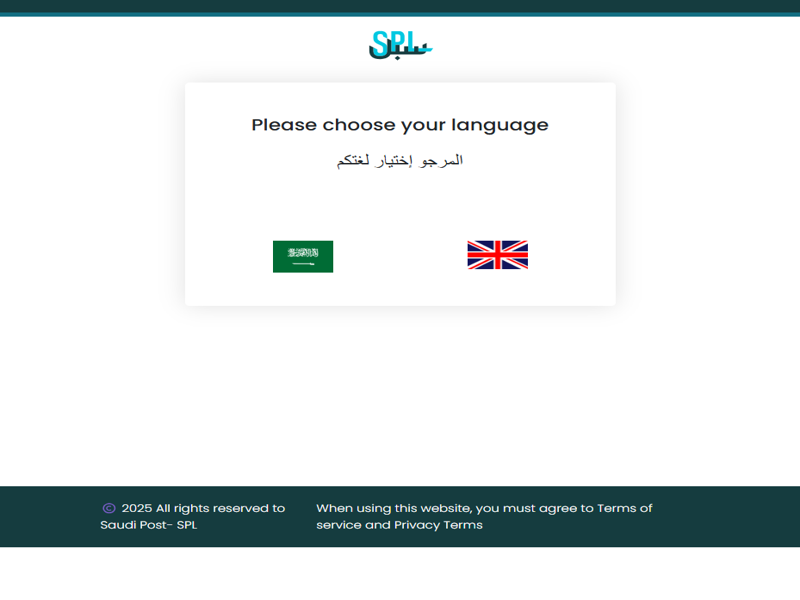 SPL
سبل
Please choose your language
المرجو إختيار لغتكم
© 2025 All rights reserved to
Saudi Post- SPL
When using this website, you must agree to Terms of
service and Privacy Terms